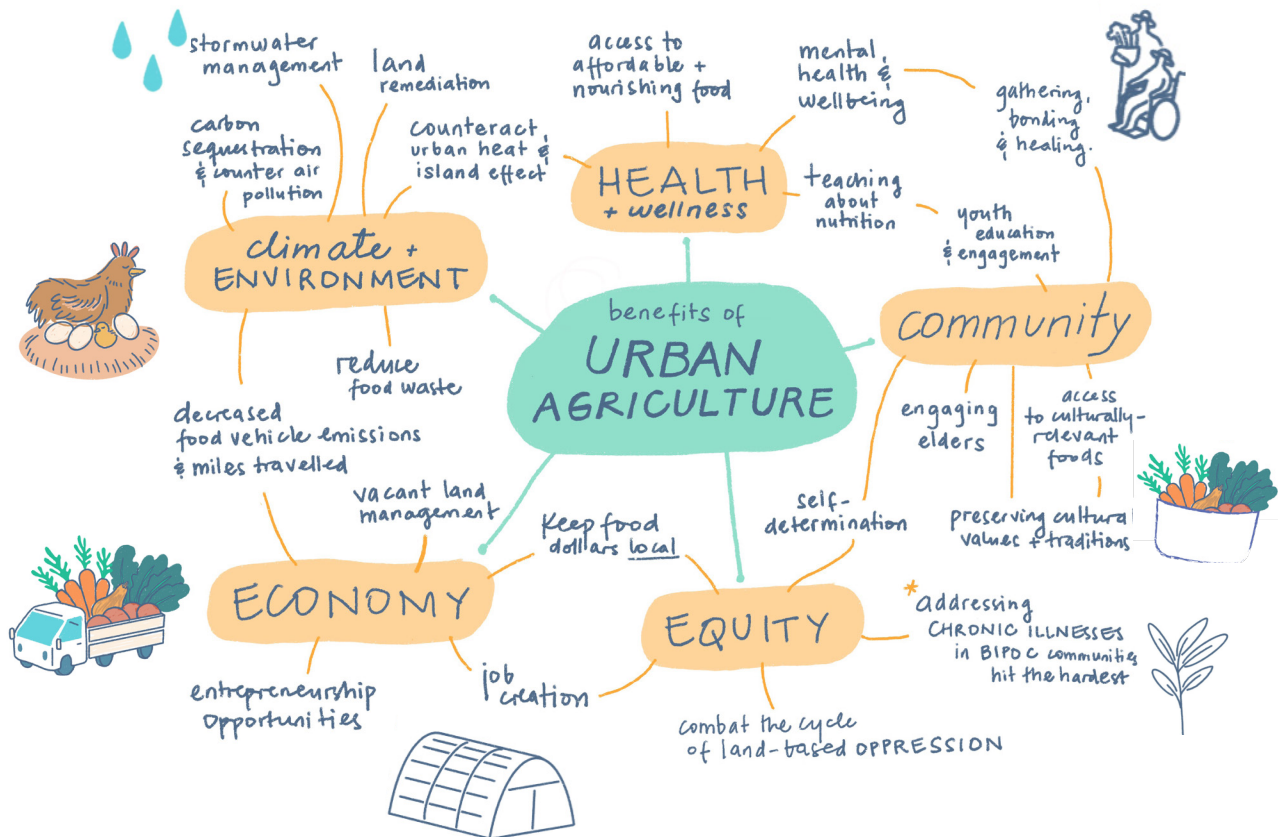 benefits of
URBAN
AGRICULTURE
climate +
ENVIRONMENT
stormwater
management
land
remediation
carbon
sequestration
& counter air
pollution
counteract
urban heat &
island effect
reduce
food waste
decreased
food vehicle emissions
& miles travelled
HEALTH
+ wellness
access to
affordable +
nourishing food
mental
health &
wellbeing
teaching
about
nutrition
gathering,
bonding
& healing.
youth
education
& engagement
community
engaging
elders
access
to culturally-
relevant
foods
preserving cultura
values + traditions
self-
determination
ECONOMY
vacant land
management
Keep food
dollars local
entrepreneurship
opportunities
job
creation
EQUITY
*
addressing
CHRONIC ILLNESSES
in BIPOC communities
hit the hardest
combat the cycle
of land-based OPPRESSION